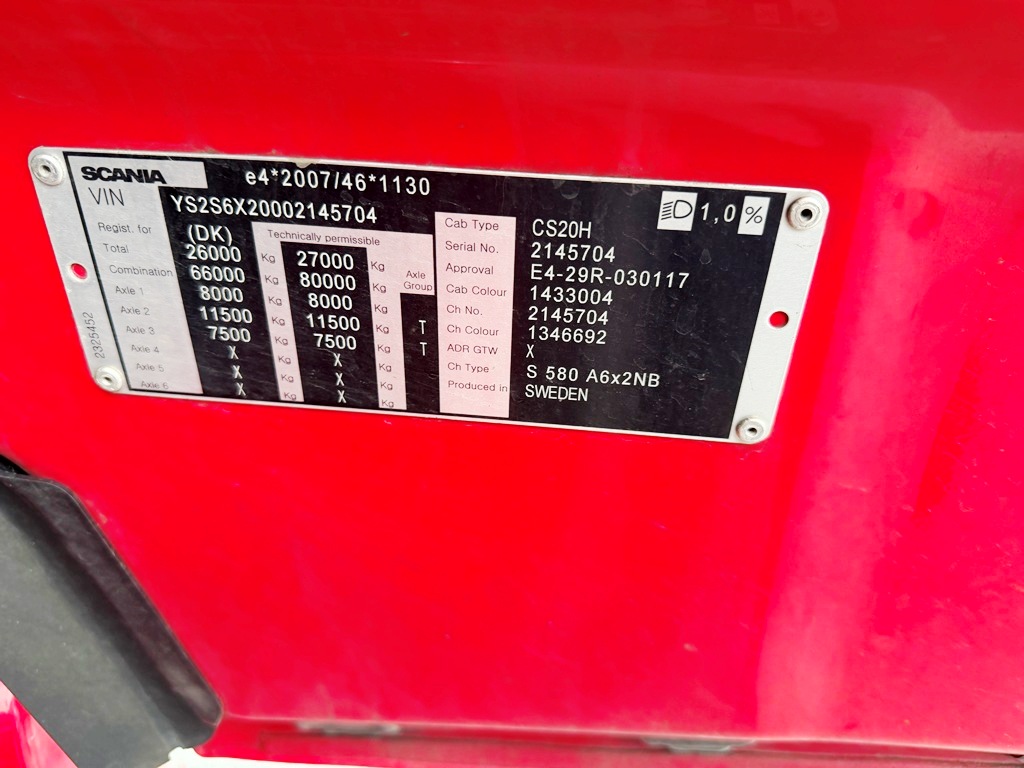 SCANIA e4*2007/46*1130
VIN YS2S6X20002145704
1,0 %
Regist. for (DK) Technically permissible
Total 26000 Kg 27000 Kg
Combination 66000 Kg 80000 Kg Axle Group
Axle 1 8000 Kg 8000 Kg
Axle 2 11500 Kg 11500 Kg T
Axle 3 7500 Kg 7500 Kg T
Axle 4 X Kg X Kg
Axle 5 X Kg X Kg
Axle 6 X Kg X Kg
2325452
Cab Type CS20H
Serial No. 2145704
Approval E4-29R-030117
Cab Colour 1433004
Ch No. 2145704
Ch Colour 1346692
ADR GTW X
Ch Type S 580 A6x2NB
Produced in SWEDEN